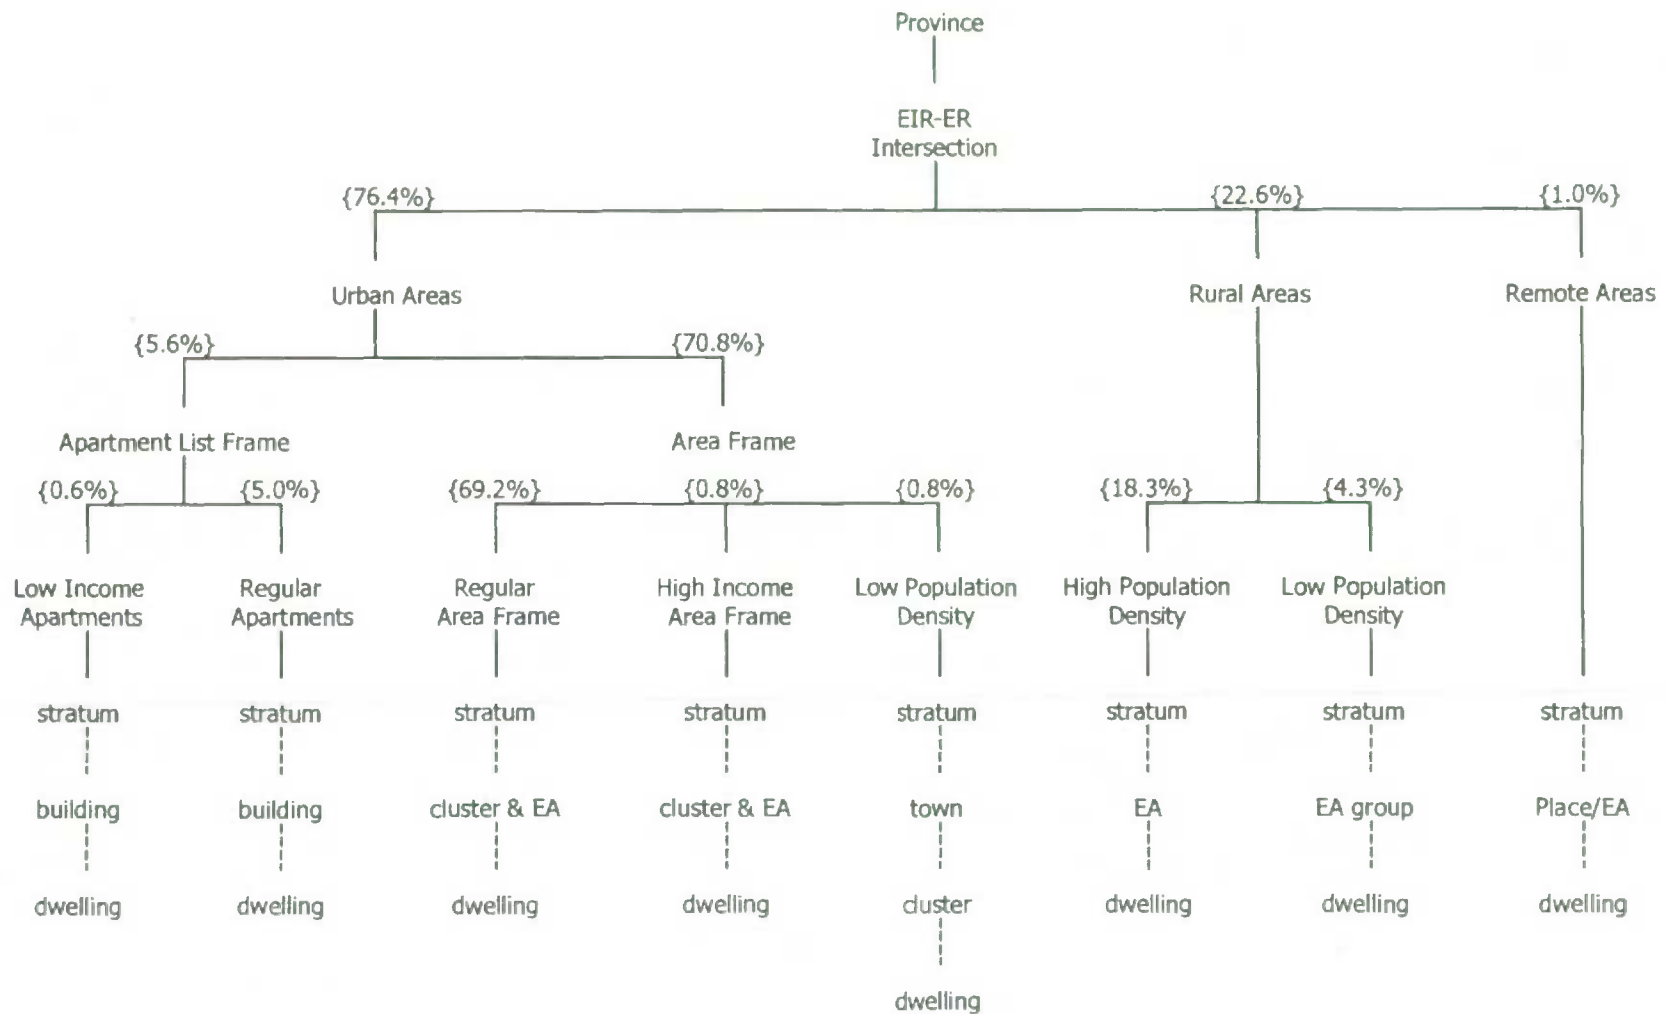 Province
EIR-ER
Intersection
{76.4%}
{22.6%}
{1.0%}
Urban Areas
Rural Areas
Remote Areas
{5.6%}
{70.8%}
Apartment List Frame
Area Frame
{0.6%}
{5.0%}
{69.2%}
{0.8%}
{0.8%}
{18.3%}
{4.3%}
Low Income
Apartments
Regular
Apartments
Regular
Area Frame
High Income
Area Frame
Low Population
Density
High Population
Density
Low Population
Density
stratum
stratum
stratum
stratum
stratum
stratum
stratum
stratum
building
building
cluster & EA
cluster & EA
town
EA
EA group
Place/EA
dwelling
dwelling
dwelling
dwelling
cluster
dwelling
dwelling
dwelling
dwelling